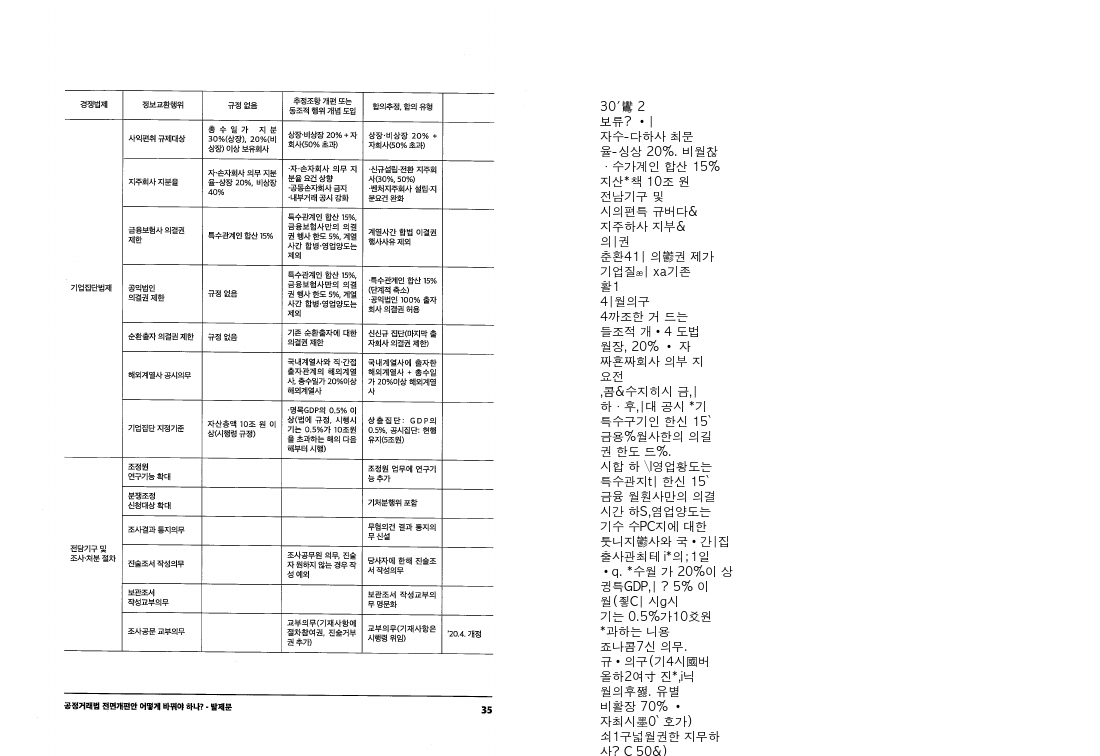 경쟁법제
정보교환행위
규정 없음
추정조항 개편 또는
동조적 행위 개념 도입
합의추정, 합의 유형
기업집단법제
사익편취 규제대상
총수일가 지분
30%(상장), 20%(비
상장) 이상 보유회사
상장·비상장 20% + 자
회사(50% 초과)
상장·비상장 20% +
자회사(50% 초과)
지주회사 지분율
자·손자회사 의무 지분
율-상장 20%, 비상장
40%
·자·손자회사 의무 지
분율 요건 상향
·공동손자회사 금지
·내부거래 공시 강화
·신규설립·전환 지주회
사(30%, 50%)
·벤처지주회사 설립·지
분요건 완화
금융보험사 의결권
제한
특수관계인 합산 15%
특수관계인 합산 15%,
금융보험사만의 의결
권 행사 한도 5%, 계열
사간 합병·영업양도는
제외
계열사간 합법 이결권
행사사유 제외
공익법인
의결권 제한
규정 없음
특수관계인 합산 15%,
금융보험사만의 의결
권 행사 한도 5%, 계열
사간 합병·영업양도는
제외
·특수관계인 합산 15%
(단계적 축소)
·공익법인 100% 출자
회사 의결권 허용
순환출자 의결권 제한
규정 없음
기존 순환출자에 대한
의결권 제한
신신규 집단(마지막 출
자회사 의결권 제한)
해외계열사 공시의무
국내계열사와 직·간접
출자관계의 해외계열
사, 총수일가 20%이상
해외계열사
국내계열사에 출자한
해외계열사 + 총수일
가 20%이상 해외계열
사
기업집단 지정기준
자산총액 10조 원 이
상(시행령 규정)
·명목GDP의 0.5% 이
상(법에 규정, 시행시
기는 0.5%가 10조원
을 초과하는 해의 다음
해부터 시행)
상출집단: GDP의
0.5%, 공시집단: 현행
유지(5조원)
전담기구 및
조사·처분 절차
조정원
연구기능 확대
조정원 업무에 연구기
능 추가
분쟁조정
신청대상 확대
기처분행위 포함
조사결과 통지의무
무혐의건 결과 통지의
무 신설
진술조서 작성의무
조사공무원 의무, 진술
자 원하지 않는 경우 작
성 예외
당사자에 한해 진술조
서 작성의무
보관조서
작성교부의무
보관조서 작성교부의
무 명문화
조사공문 교부의무
교부의무(기재사항에
절차참여권, 진술거부
권 추가)
교부의무(기재사항은
시행령 위임)
'20.4. 개정
공정거래법 전면개편안 어떻게 바꿔야 하나? - 발제문
35
보류? • |
자수-다하사 최문
율-싱상 20%. 비월찮
· 수가계인 합산 15%
지산*책 10조 원
전남기구 및
시의펀특 규버다&
지주하사 지부&
의|권
춘환41| 의鬱권 제가
기업질 xa기존
활1
4|월의구
4까조한 거 드는
들조적 개 • 4 도법
월장, 20% • 자
짜흔짜회사 의부 지
요전
,콤&수지히시 금,|
하 · 후,|대 공시 *기
특수구기인 한신 15`
금용%월사한의 의길
권 한도 드%.
시합 하 \I영업황도는
특수관지t| 한신 15`
금융 월훤사만의 의결
시간 하S,염업양도는
기수 수PC지에 대한
툿니지鬱사와 국 • 간|집
출사관최테 i*의; 1일
• q. *수월 가 20%이 상
귕특GDP,| ? 5% 이
월(죟C| 시g시
기는 0.5%가10爻원
*과하는 니용
죠나콤7신 의무.
규 • 의구(기4시國버
올하2여寸 진*,i닉
월의후쪓. 유별
비활장 70% •
자최시墨0` 호가)
쇠1구넓월권한 지무하
사? C 50&)